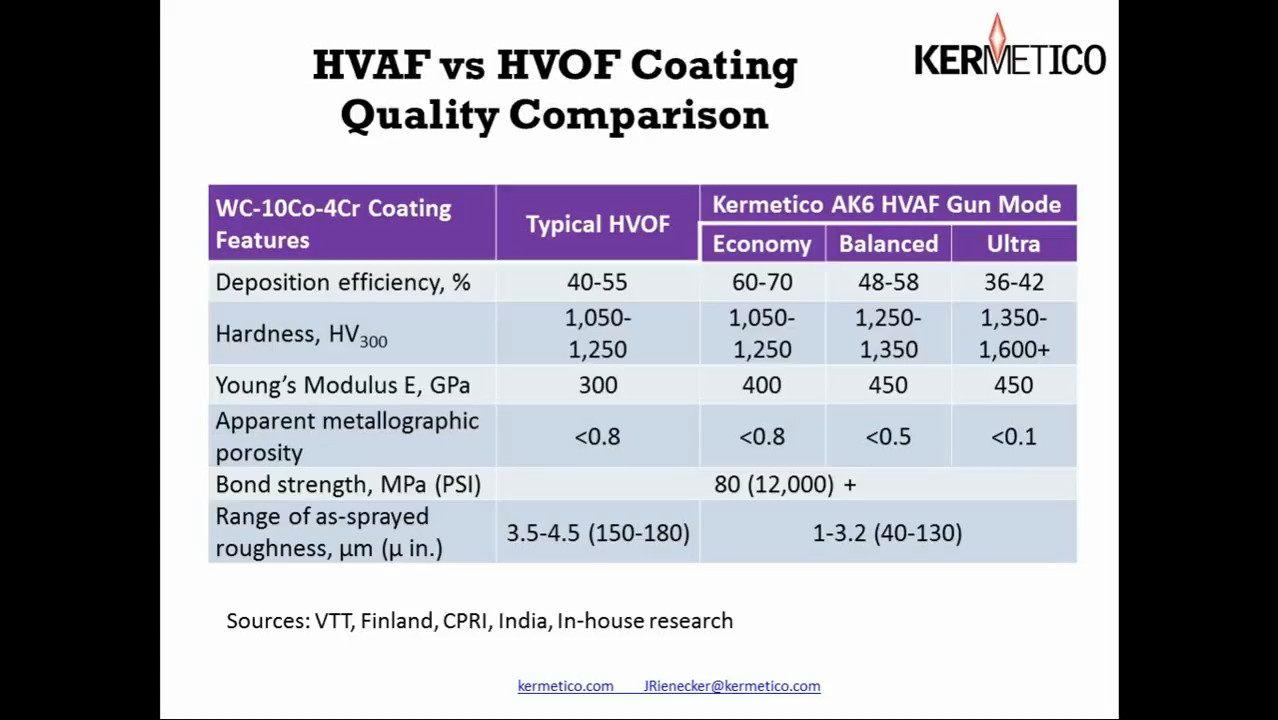 HVAF vs HVOF Coating
Quality Comparison
KERMETICO
WC-10Co-4Cr Coating
Features
Typical HVOF
Kermetico AK6 HVAF Gun Mode
Economy Balanced Ultra
Deposition efficiency, % 40-55 60-70 48-58 36-42
Hardness, HV300 1,050-1,250 1,050-1,250 1,250-1,350 1,350-1,600+
Young’s Modulus E, GPa 300 400 450 450
Apparent metallographic
porosity <0.8 <0.8 <0.5 <0.1
Bond strength, MPa (PSI) 80 (12,000) +
Range of as-sprayed
roughness, µm (µ in.) 3.5-4.5 (150-180) 1-3.2 (40-130)
Sources: VTT, Finland, CPRI, India, In-house research
kermetico.com JRienecker@kermetico.com